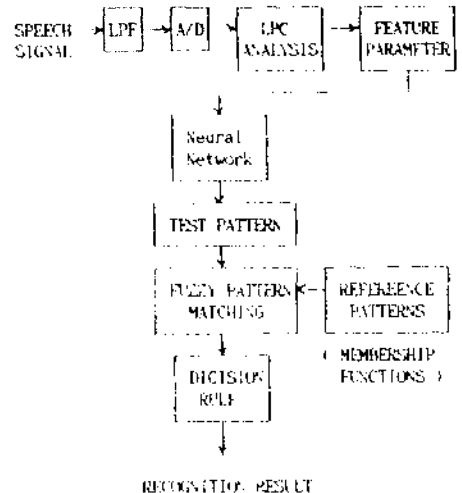 SPEECH
SIGNAL
LPF
A/D
LPC
ANALYSIS
FEATURE
PARAMETER
Neural
Network
TEST PATTERN
FUZZY PATTERN
MATCHING
REFERENCE
PATTERNS
( MEMBERSHIP
FUNCTIONS )
DICISION
RULE
RECOGNITION RESULT